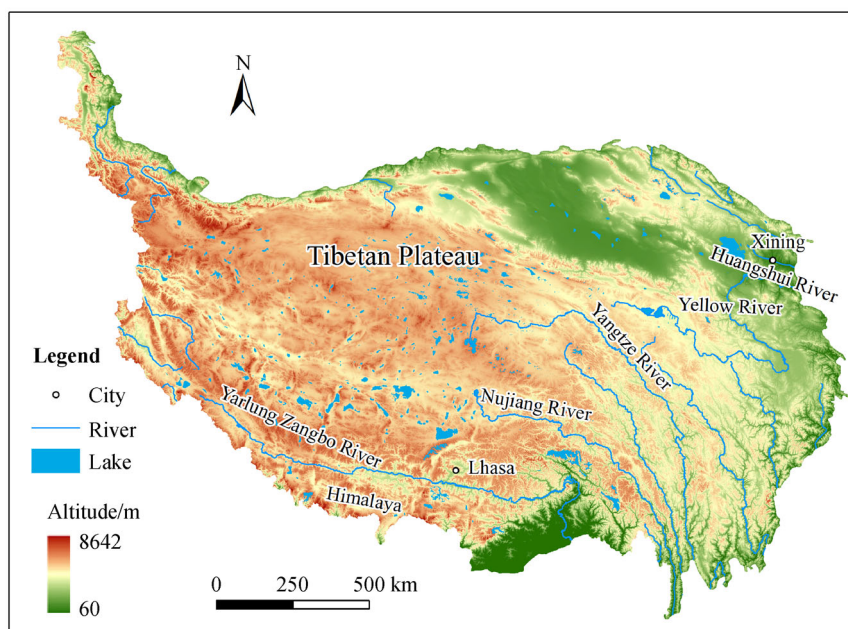 N
Tibetan Plateau
Xining
Huangshui River
Yellow River
Yangtze River
Nujiang River
Yarlung Zangbo River
Lhasa
Himalaya
Legend
City
River
Lake
Altitude/m
8642
60
0 250 500 km